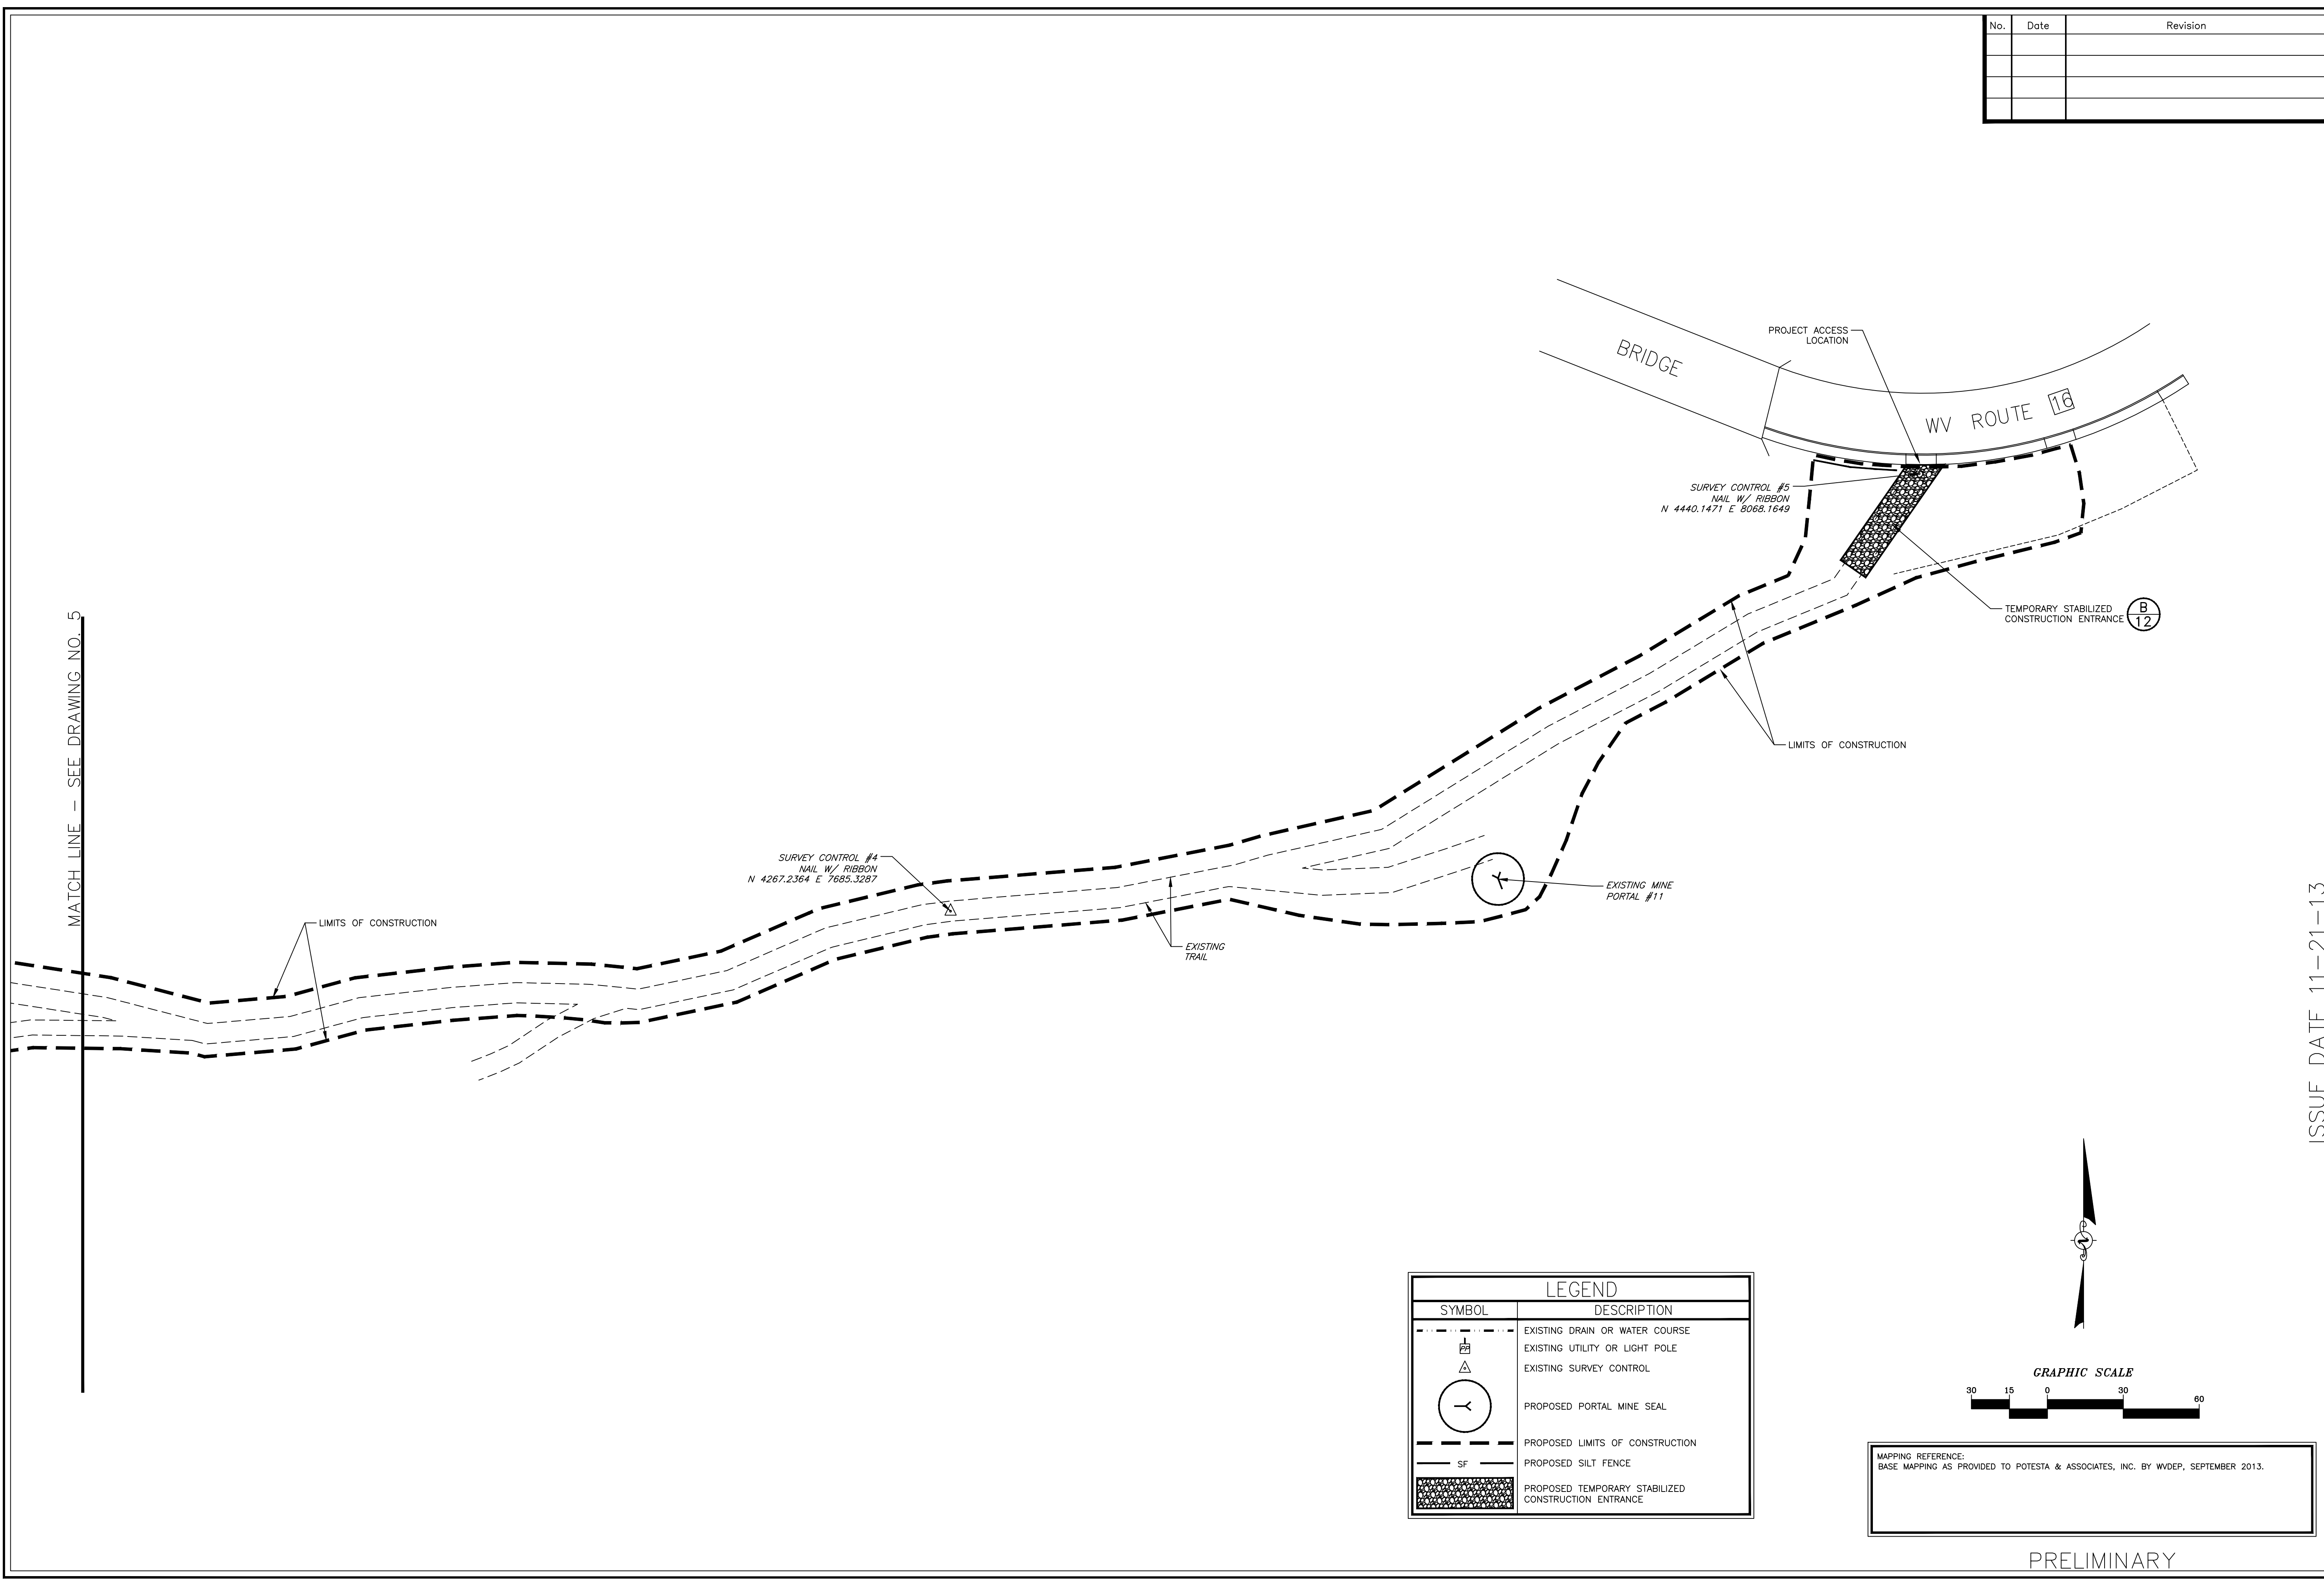 No. Date Revision
BRIDGE
PROJECT ACCESS
LOCATION
WV ROUTE 16
SURVEY CONTROL #5
NAIL W/ RIBBON
N 4440.1471 E 8068.1649
TEMPORARY STABILIZED
CONSTRUCTION ENTRANCE
B
12
LIMITS OF CONSTRUCTION
MATCH LINE - SEE DRAWING NO. 5
SURVEY CONTROL #4
NAIL W/ RIBBON
N 4267.2364 E 7685.3287
EXISTING MINE
PORTAL #11
LIMITS OF CONSTRUCTION
EXISTING
TRAIL
ISSUE DATE 11-21-13
N
LEGEND
SYMBOL DESCRIPTION
EXISTING DRAIN OR WATER COURSE
PP EXISTING UTILITY OR LIGHT POLE
EXISTING SURVEY CONTROL
PROPOSED PORTAL MINE SEAL
PROPOSED LIMITS OF CONSTRUCTION
SF PROPOSED SILT FENCE
PROPOSED TEMPORARY STABILIZED
CONSTRUCTION ENTRANCE
GRAPHIC SCALE
30 15 0 30 60
MAPPING REFERENCE:
BASE MAPPING AS PROVIDED TO POTESTA & ASSOCIATES, INC. BY WVDEP, SEPTEMBER 2013.
PRELIMINARY